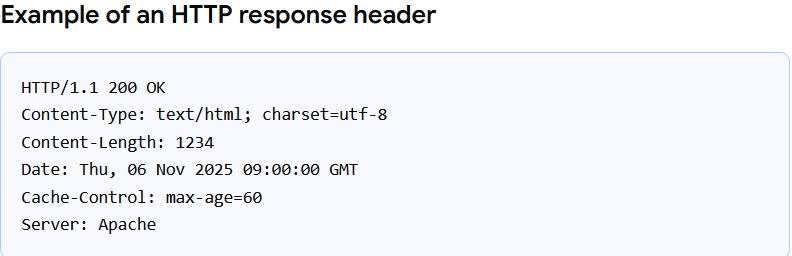 Example of an HTTP response header
HTTP/1.1 200 OK
Content-Type: text/html; charset=utf-8
Content-Length: 1234
Date: Thu, 06 Nov 2025 09:00:00 GMT
Cache-Control: max-age=60
Server: Apache